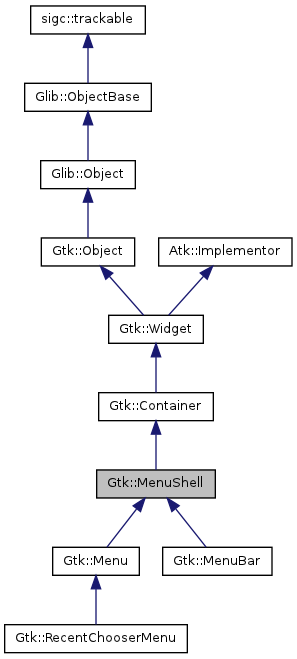 sigc::trackable
Glib::ObjectBase
Glib::Object
Gtk::Object
Atk::Implementor
Gtk::Widget
Gtk::Container
Gtk::MenuShell
Gtk::Menu
Gtk::MenuBar
Gtk::RecentChooserMenu